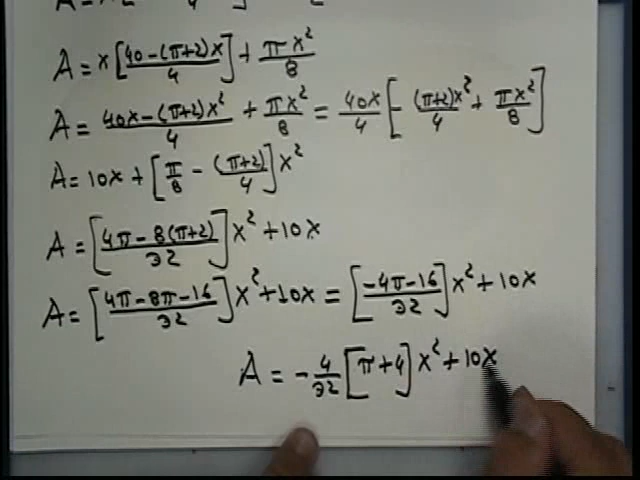 A = x[40-(π+2)x/4] + πx²/8
A = 40x-(π+2)x²/4 + πx²/8 = 40x/4 [- (π+2)x²/4 + πx²/8]
A = 10x + [π/8 - (π+2)/4]x²
A = [4π-8(π+2)/32]x² + 10x
A = [4π-8π-16/32]x² + 10x = [-4π-16/32]x² + 10x
A = -4/32[π+4]x² + 10x